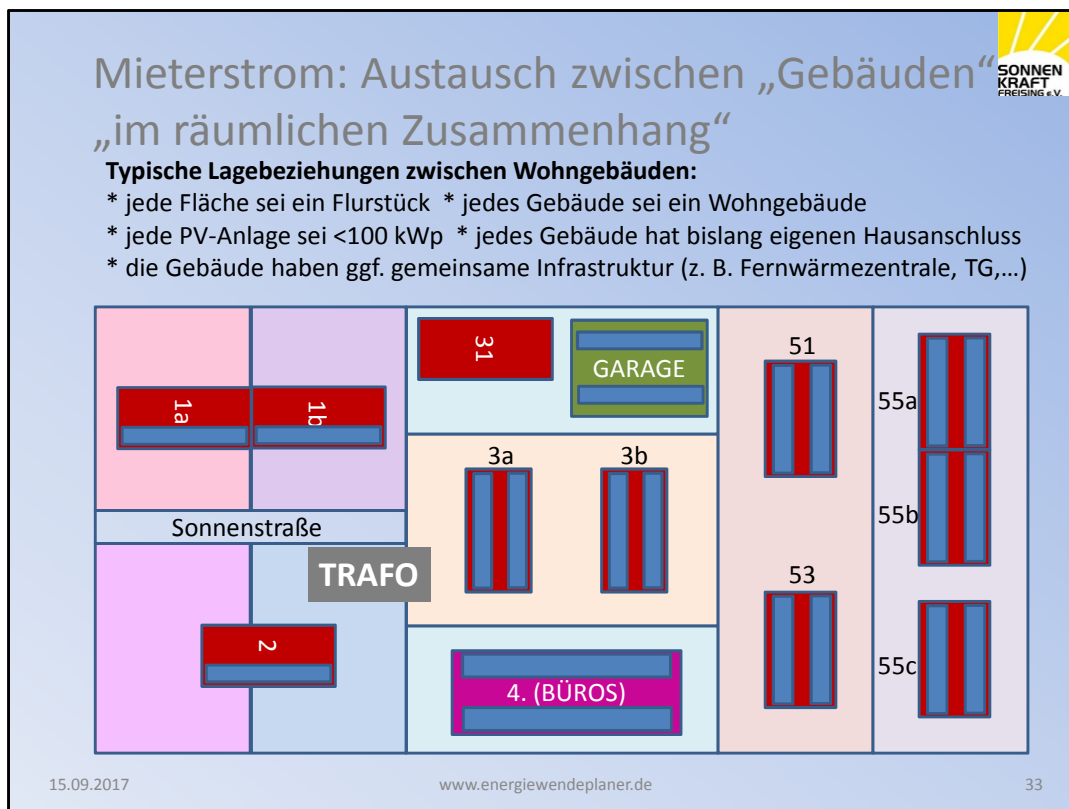 Mieterstrom: Austausch zwischen „Gebäuden“
„im räumlichen Zusammenhang“
SONNEN
KRAFT
FREISING e.V.
Typische Lagebeziehungen zwischen Wohngebäuden:
* jede Fläche sei ein Flurstück * jedes Gebäude sei ein Wohngebäude
* jede PV-Anlage sei <100 kWp * jedes Gebäude hat bislang eigenen Hausanschluss
* die Gebäude haben ggf. gemeinsame Infrastruktur (z. B. Fernwärmezentrale, TG,…)
1a
1b
31
GARAGE
51
55a
3a
3b
55b
Sonnenstraße
TRAFO
53
2
4. (BÜROS)
55c
15.09.2017
www.energiewendeplaner.de
33